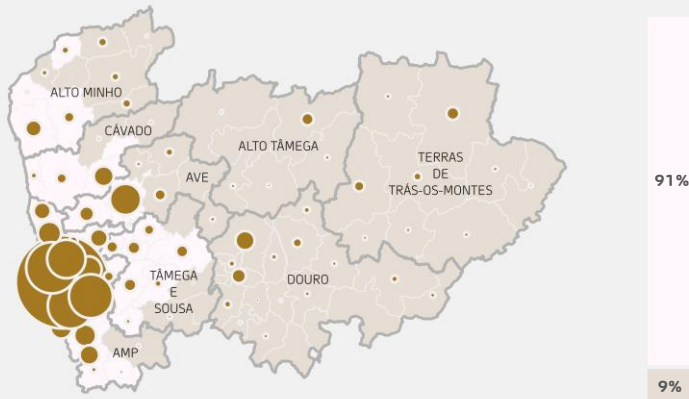 ALTO MINHO
CÁVADO
ALTO TÂMEGA
TERRAS
DE
TRÁS-OS-MONTES
AVE
91%
TÂMEGA
E
SOUSA
DOURO
AMP
9%